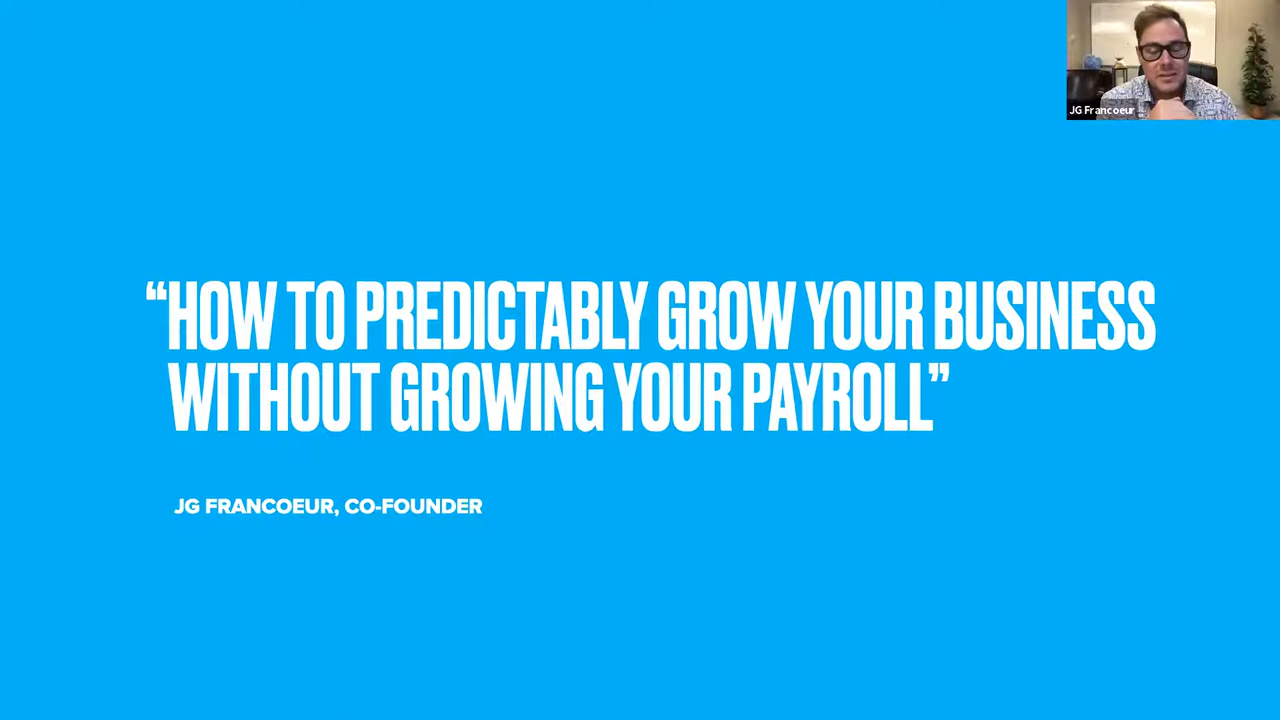 JG Francoeur
“HOW TO PREDICTABLY GROW YOUR BUSINESS
WITHOUT GROWING YOUR PAYROLL”
JG FRANCOEUR, CO-FOUNDER